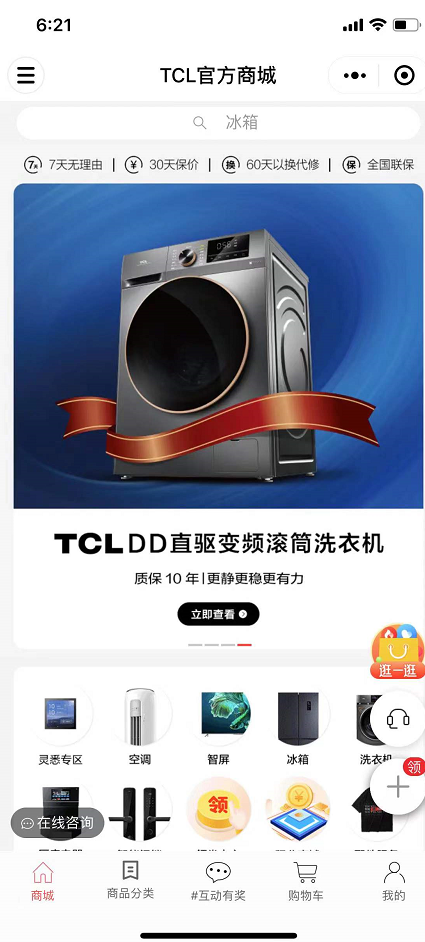 6:21
TCL官方商城
冰箱
7天 7天无理由 | ¥ 30天保价 | 换 60天以换代修 | 保 全国联保
TCL DD直驱变频滚筒洗衣机
质保 10 年|更静更稳更有力
立即查看
逛一逛
灵悉专区 空调 智屏 冰箱 洗衣机
领
领
在线咨询
商城 商品分类 #互动有奖 购物车 我的